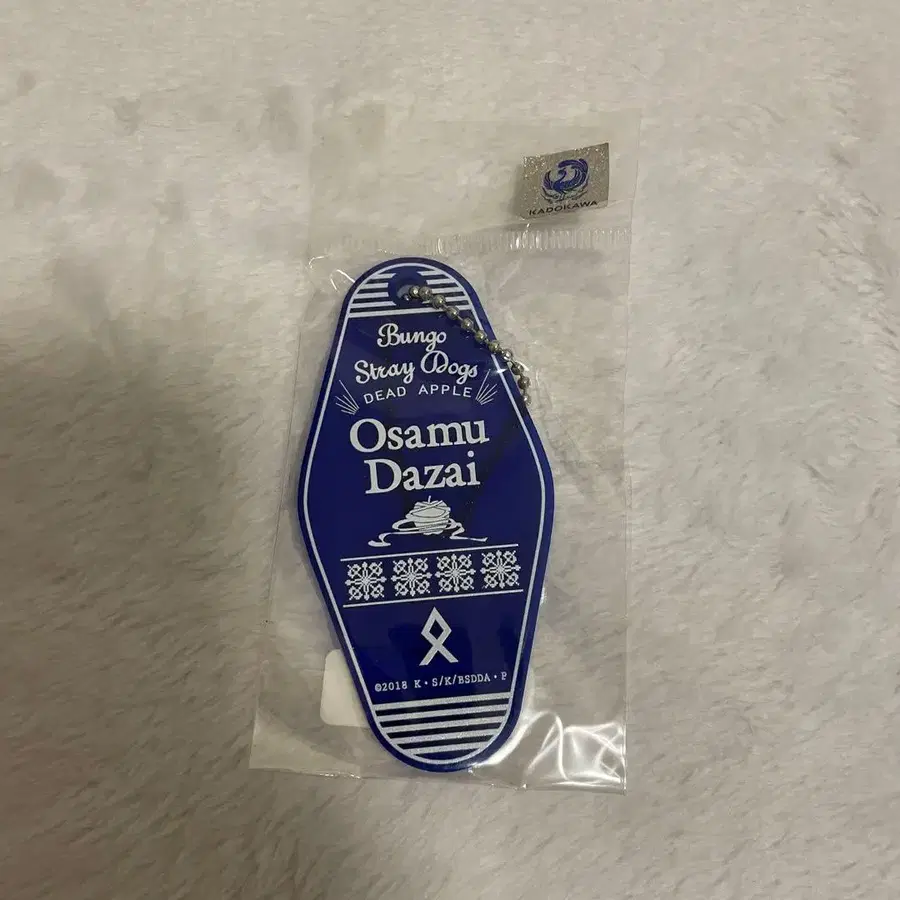 KADOKAWA
Bungo
Stray Dogs
DEAD APPLE
Osamu
Dazai
©2018 K・S/K/BSDDA・P